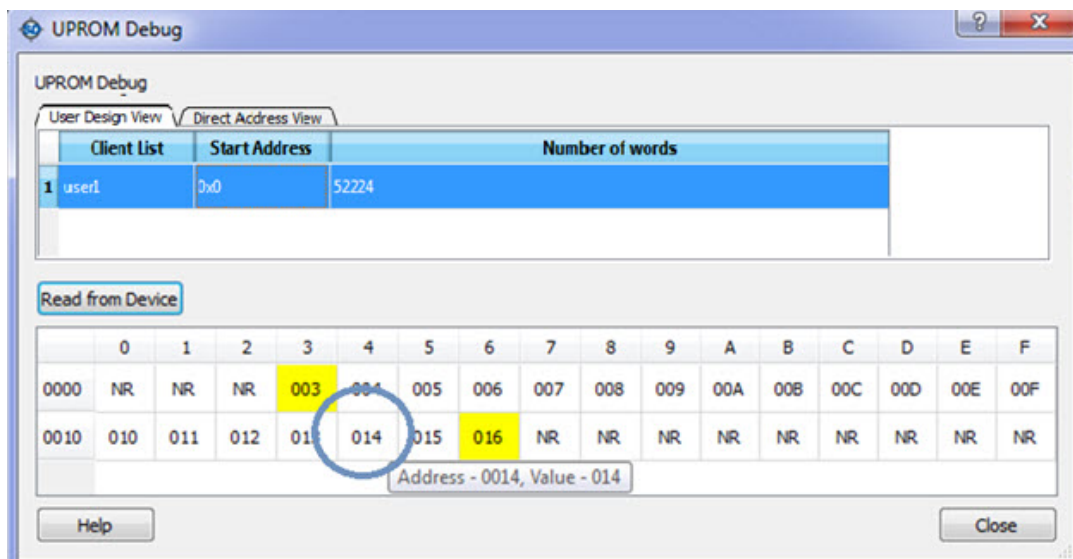 UPROM Debug
UPROM Debug
User Design View Direct Address View
Client List Start Address Number of words
1 user1 0x0 52224
Read from Device
0 1 2 3 4 5 6 7 8 9 A B C D E F
0000 NR NR NR 003 004 005 006 007 008 009 00A 00B 00C 00D 00E 00F
0010 010 011 012 013 014 015 016 NR NR NR NR NR NR NR NR NR
Address - 0014, Value - 014
Help Close